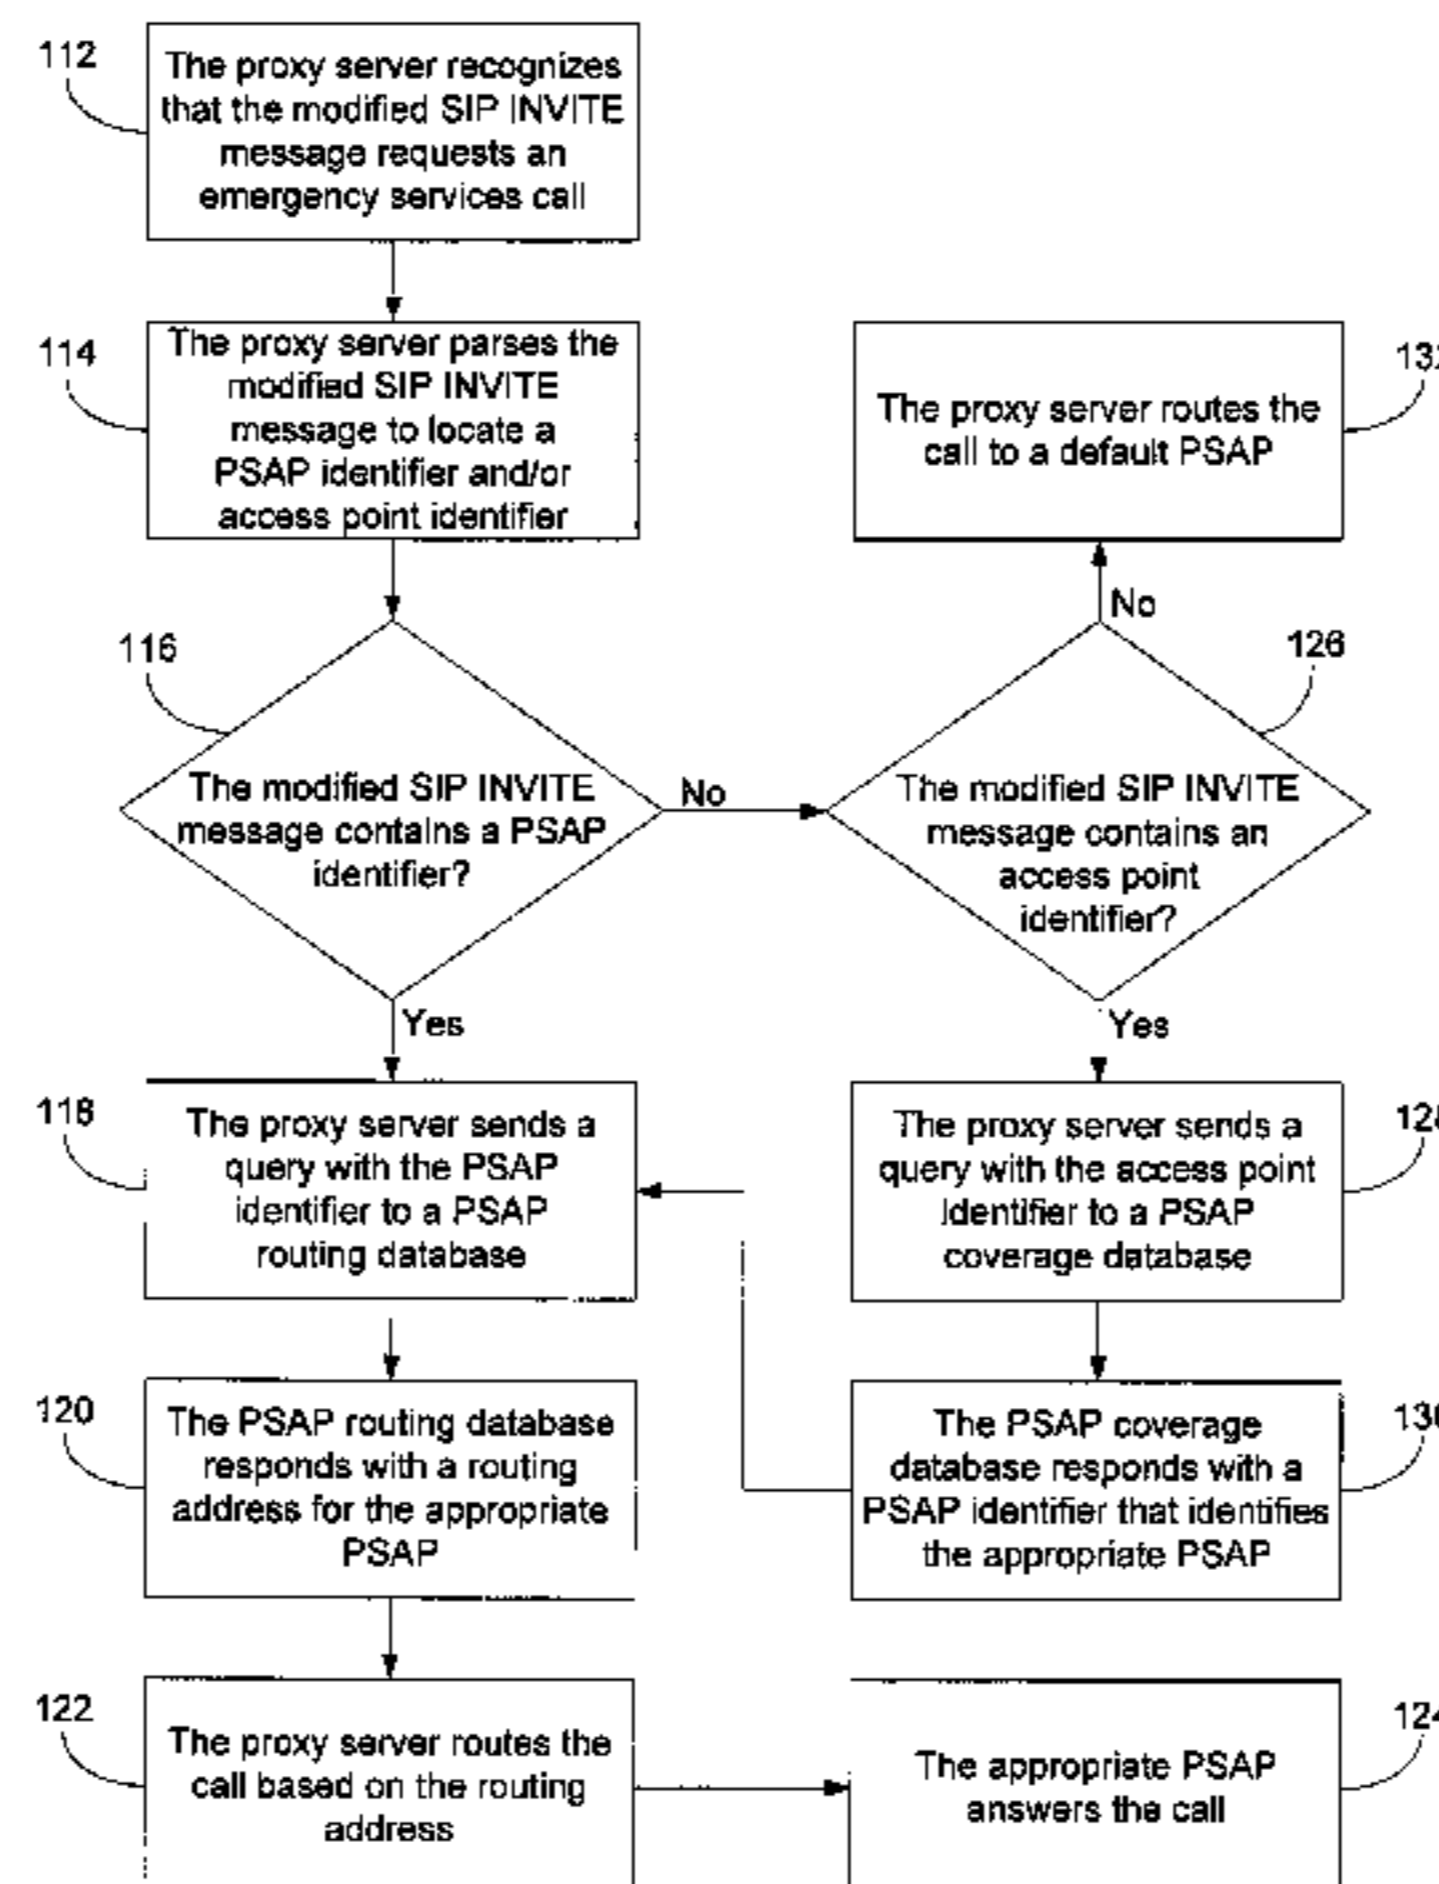 112
The proxy server recognizes
that the modified SIP INVITE
message requests an
emergency services call
114
The proxy server parses the
modified SIP INVITE
message to locate a
PSAP identifier and/or
access point identifier
The proxy server routes the
call to a default PSAP
No
116
The modified SIP INVITE
message contains a PSAP
identifier?
No
126
The modified SIP INVITE
message contains an
access point
identifier?
Yes
Yes
118
The proxy server sends a
query with the PSAP
identifier to a PSAP
routing database
The proxy server sends a
query with the access point
identifier to a PSAP
coverage database
120
The PSAP routing database
responds with a routing
address for the appropriate
PSAP
The PSAP coverage
database responds with a
PSAP identifier that identifies
the appropriate PSAP
122
The proxy server routes the
call based on the routing
address
The appropriate PSAP
answers the call
124